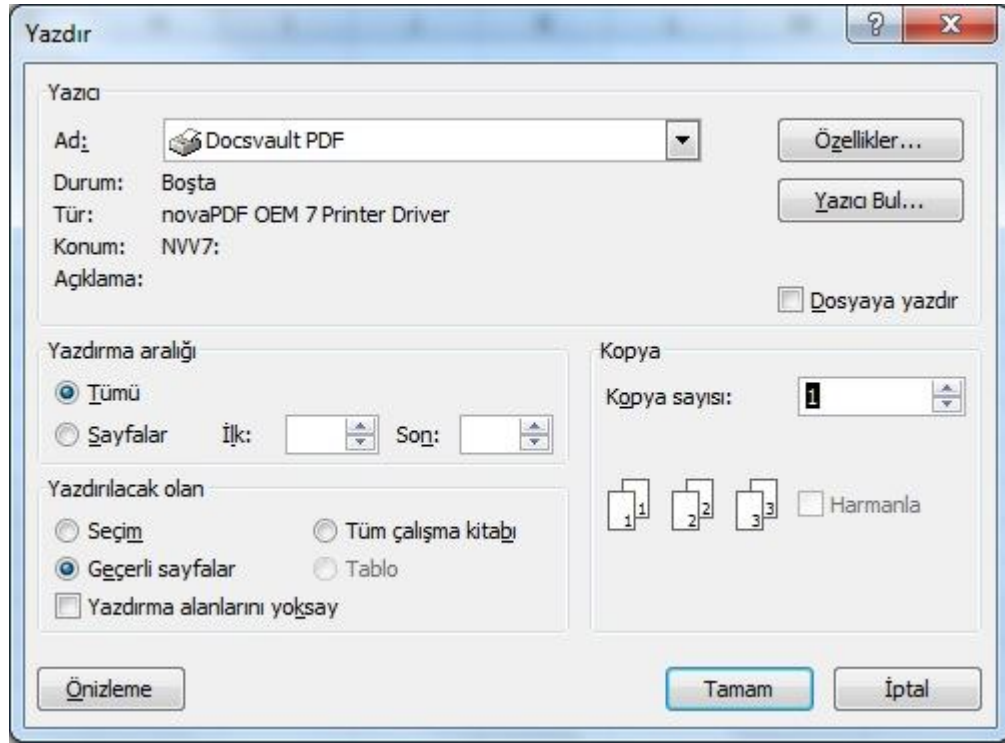 Yazdır
Yazıcı
Ad: Docsvault PDF Özellikler...
Durum: Boşta
Yazıcı Bul...
Tür: novaPDF OEM 7 Printer Driver
Konum: NVV7:
Açıklama:
Dosyaya yazdır
Yazdırma aralığı
Tümü
Sayfalar İlk: Son:
Kopya
Kopya sayısı: 1
1 1 2 2 3 3 Harmanla
Yazdırılacak olan
Seçim Tüm çalışma kitabı
Geçerli sayfalar Tablo
Yazdırma alanlarını yoksay
Önizleme Tamam İptal